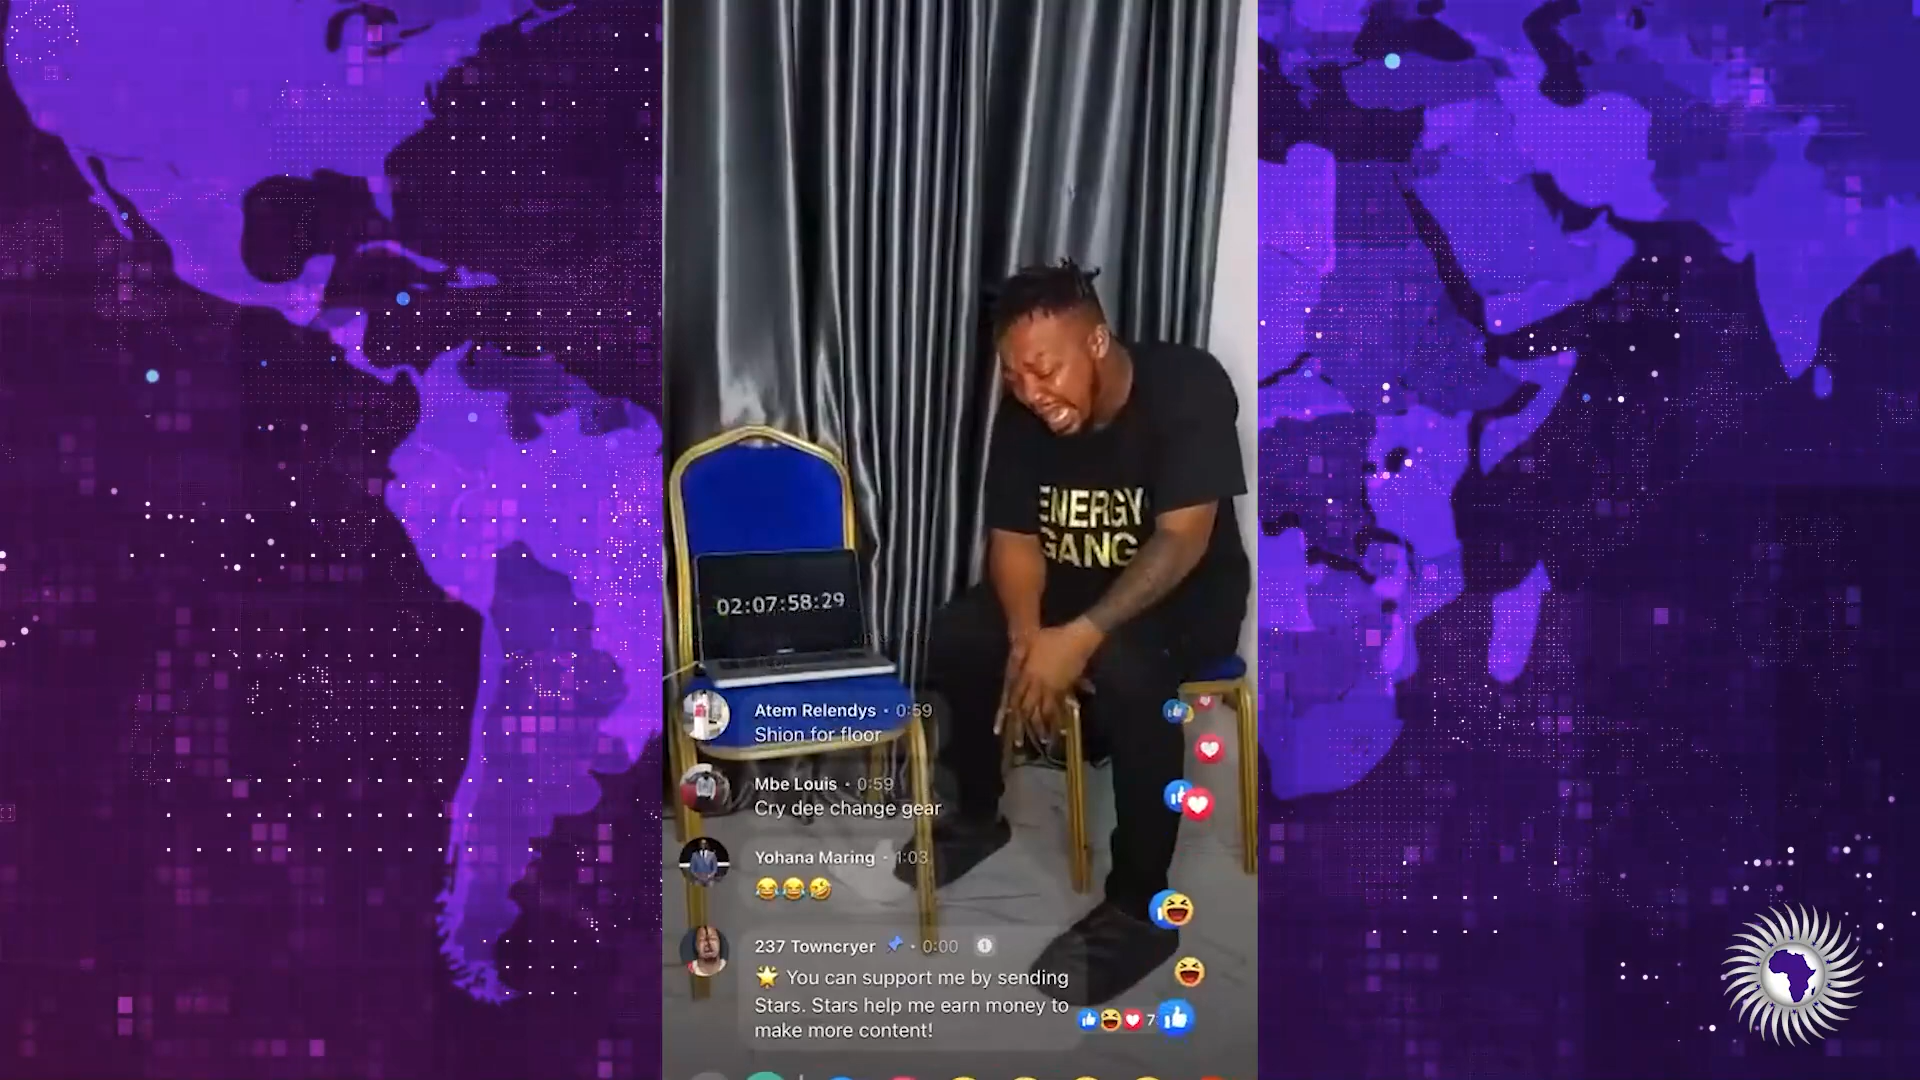 ENERGY
GANG
02:07:58:29
Atem Relendys · 0:59
Shion for floor
Mbe Louis · 0:59
Cry dee change gear
Yohana Maring · 1:03
😂😂🤣
237 Towncryer 📌 · 0:00
🌟 You can support me by sending
Stars. Stars help me earn money to
make more content!
7